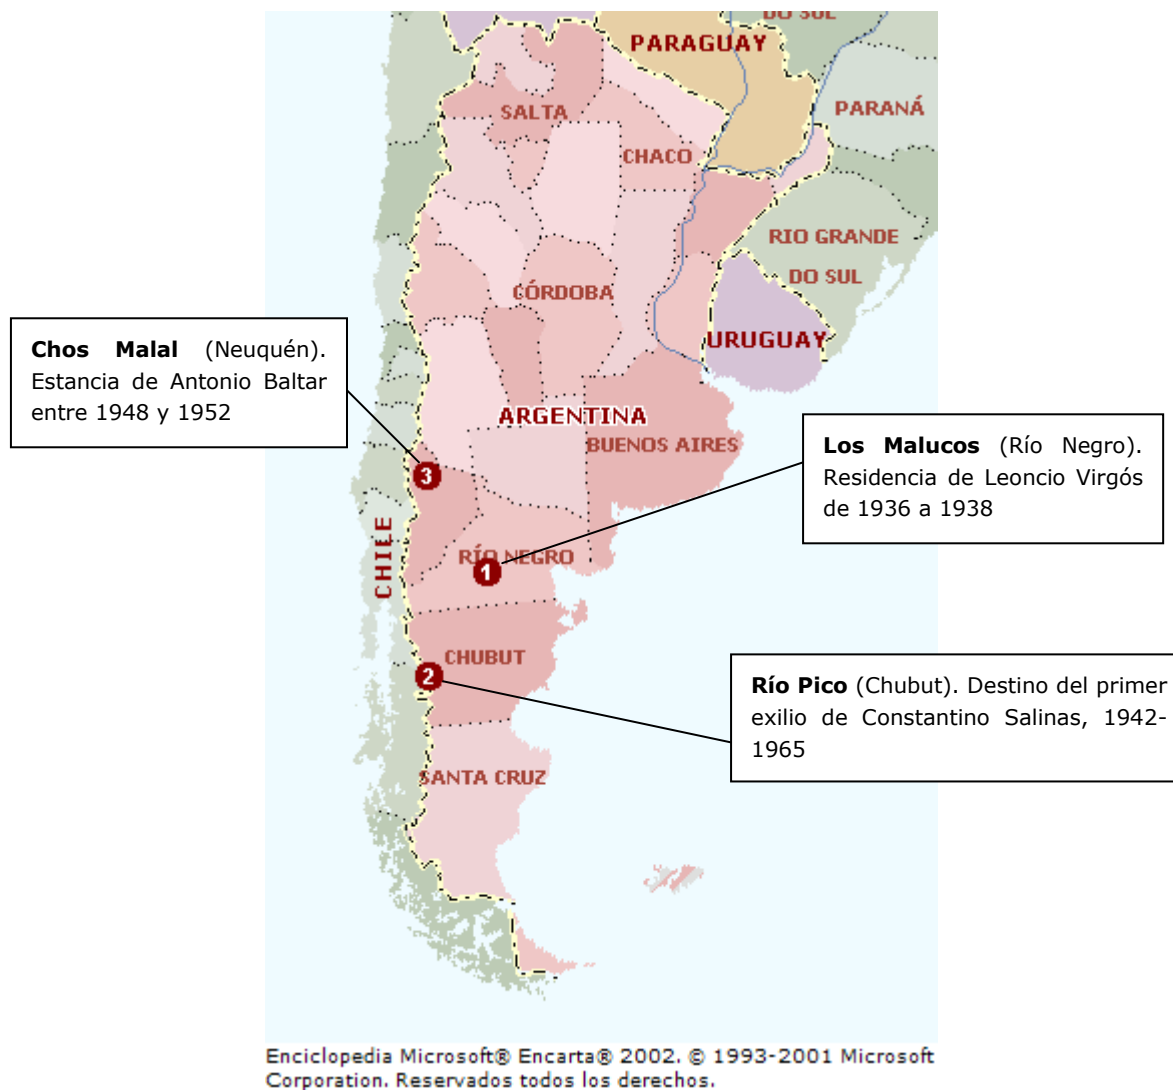 DO SUL
PARAGUAY
SALTA
PARANÁ
CHACO
RIO GRANDE
DO SUL
CÓRDOBA
URUGUAY
Chos Malal (Neuquén).
Estancia de Antonio Baltar
entre 1948 y 1952
ARGENTINA
BUENOS AIRES
Los Malucos (Río Negro).
Residencia de Leoncio Virgós
de 1936 a 1938
3
CHILE
RÍO NEGRO
1
CHUBUT
2
Río Pico (Chubut). Destino del primer
exilio de Constantino Salinas, 1942-
1965
SANTA CRUZ
Enciclopedia Microsoft® Encarta® 2002. © 1993-2001 Microsoft
Corporation. Reservados todos los derechos.